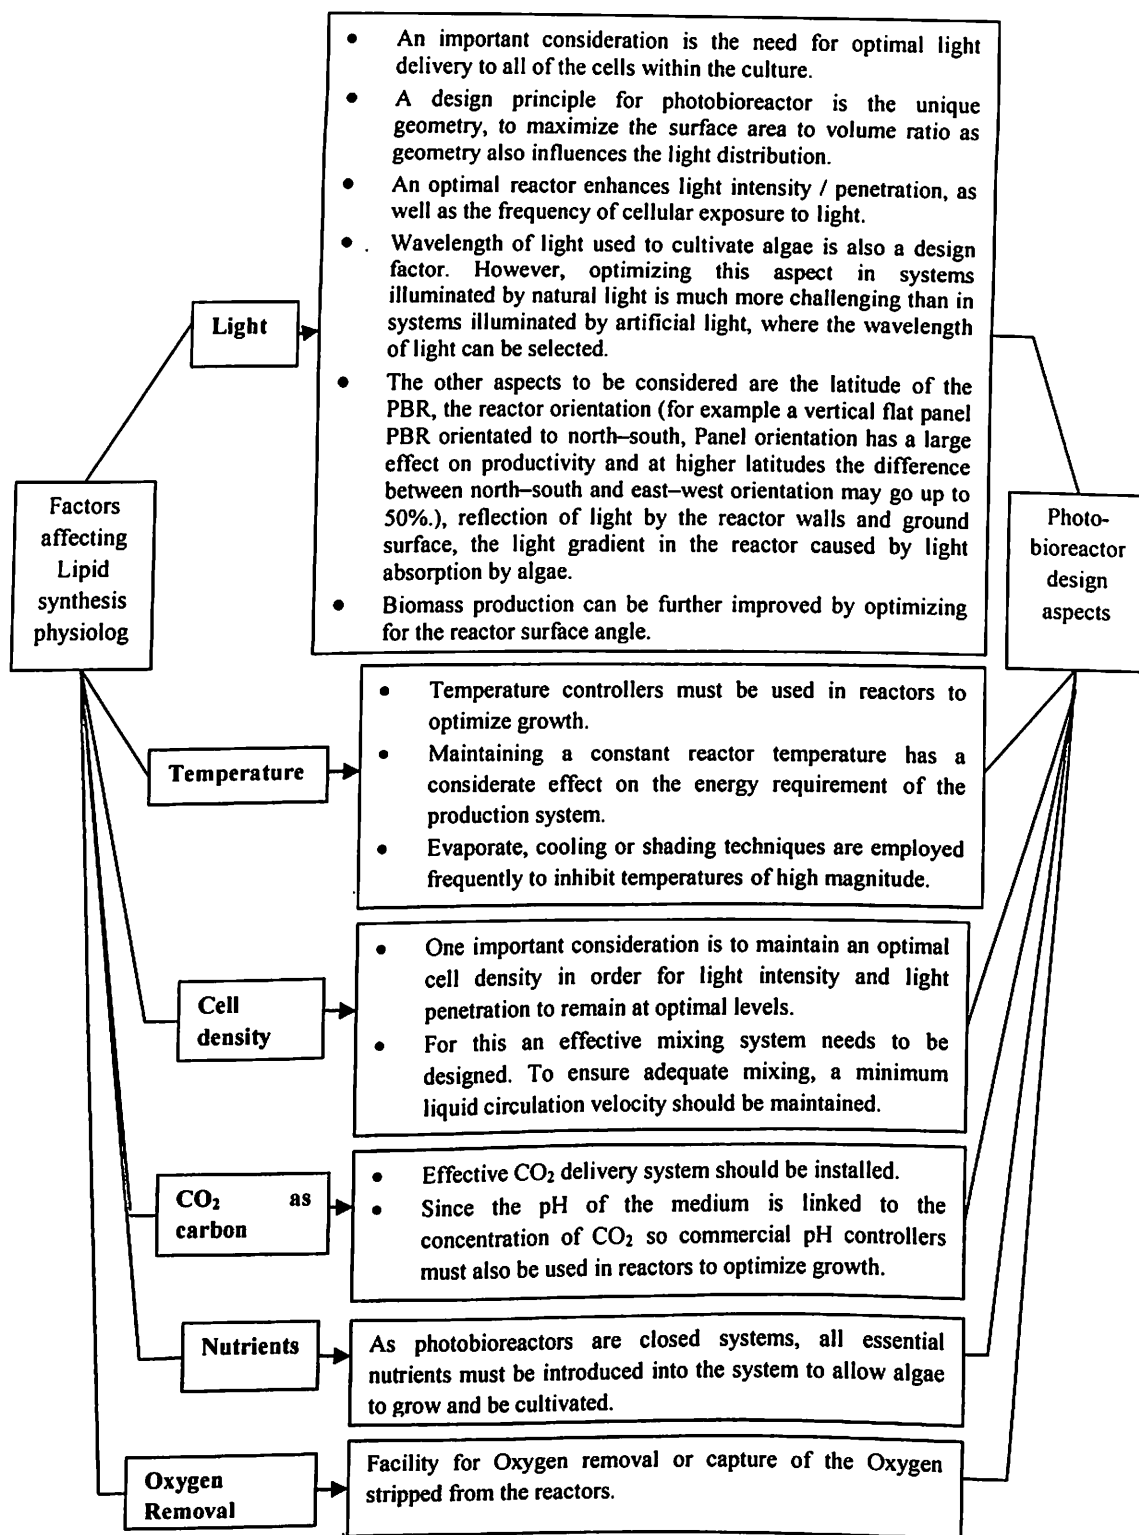 • An important consideration is the need for optimal light
delivery to all of the cells within the culture.
• A design principle for photobioreactor is the unique
geometry, to maximize the surface area to volume ratio as
geometry also influences the light distribution.
• An optimal reactor enhances light intensity / penetration, as
well as the frequency of cellular exposure to light.
• . Wavelength of light used to cultivate algae is also a design
factor. However, optimizing this aspect in systems
illuminated by natural light is much more challenging than in
systems illuminated by artificial light, where the wavelength
of light can be selected.
• The other aspects to be considered are the latitude of the
PBR, the reactor orientation (for example a vertical flat panel
PBR orientated to north–south, Panel orientation has a large
effect on productivity and at higher latitudes the difference
between north–south and east–west orientation may go up to
50%.), reflection of light by the reactor walls and ground
surface, the light gradient in the reactor caused by light
absorption by algae.
• Biomass production can be further improved by optimizing
for the reactor surface angle.
Light
Factors
affecting
Lipid
synthesis
physiolog
Photo-
bioreactor
design
aspects
Temperature
• Temperature controllers must be used in reactors to
optimize growth.
• Maintaining a constant reactor temperature has a
considerate effect on the energy requirement of the
production system.
• Evaporate, cooling or shading techniques are employed
frequently to inhibit temperatures of high magnitude.
Cell
density
• One important consideration is to maintain an optimal
cell density in order for light intensity and light
penetration to remain at optimal levels.
• For this an effective mixing system needs to be
designed. To ensure adequate mixing, a minimum
liquid circulation velocity should be maintained.
CO₂ as
carbon
• Effective CO₂ delivery system should be installed.
• Since the pH of the medium is linked to the
concentration of CO₂ so commercial pH controllers
must also be used in reactors to optimize growth.
Nutrients
As photobioreactors are closed systems, all essential
nutrients must be introduced into the system to allow algae
to grow and be cultivated.
Oxygen
Removal
Facility for Oxygen removal or capture of the Oxygen
stripped from the reactors.